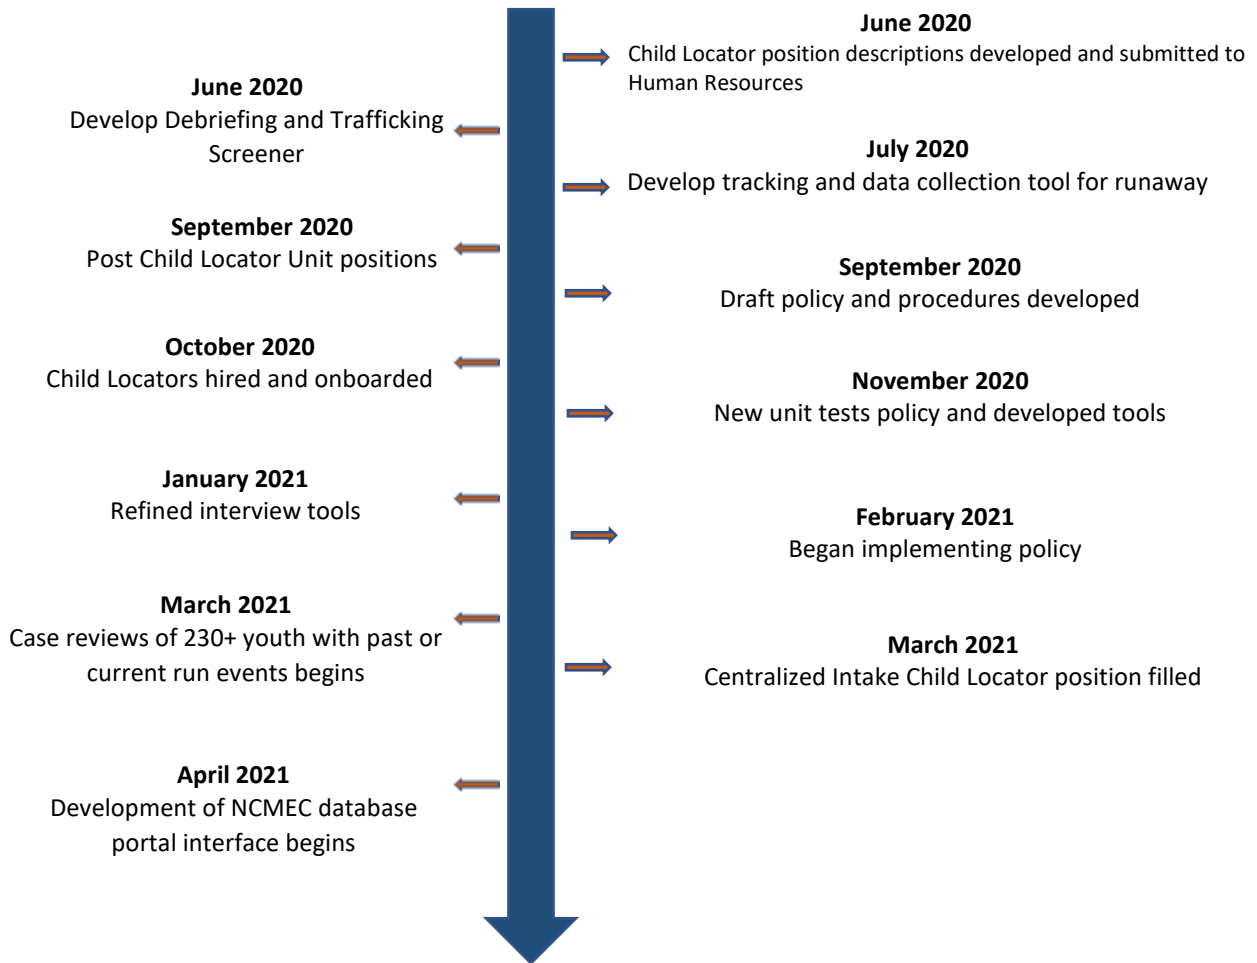 June 2020
Child Locator position descriptions developed and submitted to
Human Resources
June 2020
Develop Debriefing and Trafficking
Screener
July 2020
Develop tracking and data collection tool for runaway
September 2020
Post Child Locator Unit positions
September 2020
Draft policy and procedures developed
October 2020
Child Locators hired and onboarded
November 2020
New unit tests policy and developed tools
January 2021
Refined interview tools
February 2021
Began implementing policy
March 2021
Case reviews of 230+ youth with past or
current run events begins
March 2021
Centralized Intake Child Locator position filled
April 2021
Development of NCMEC database
portal interface begins